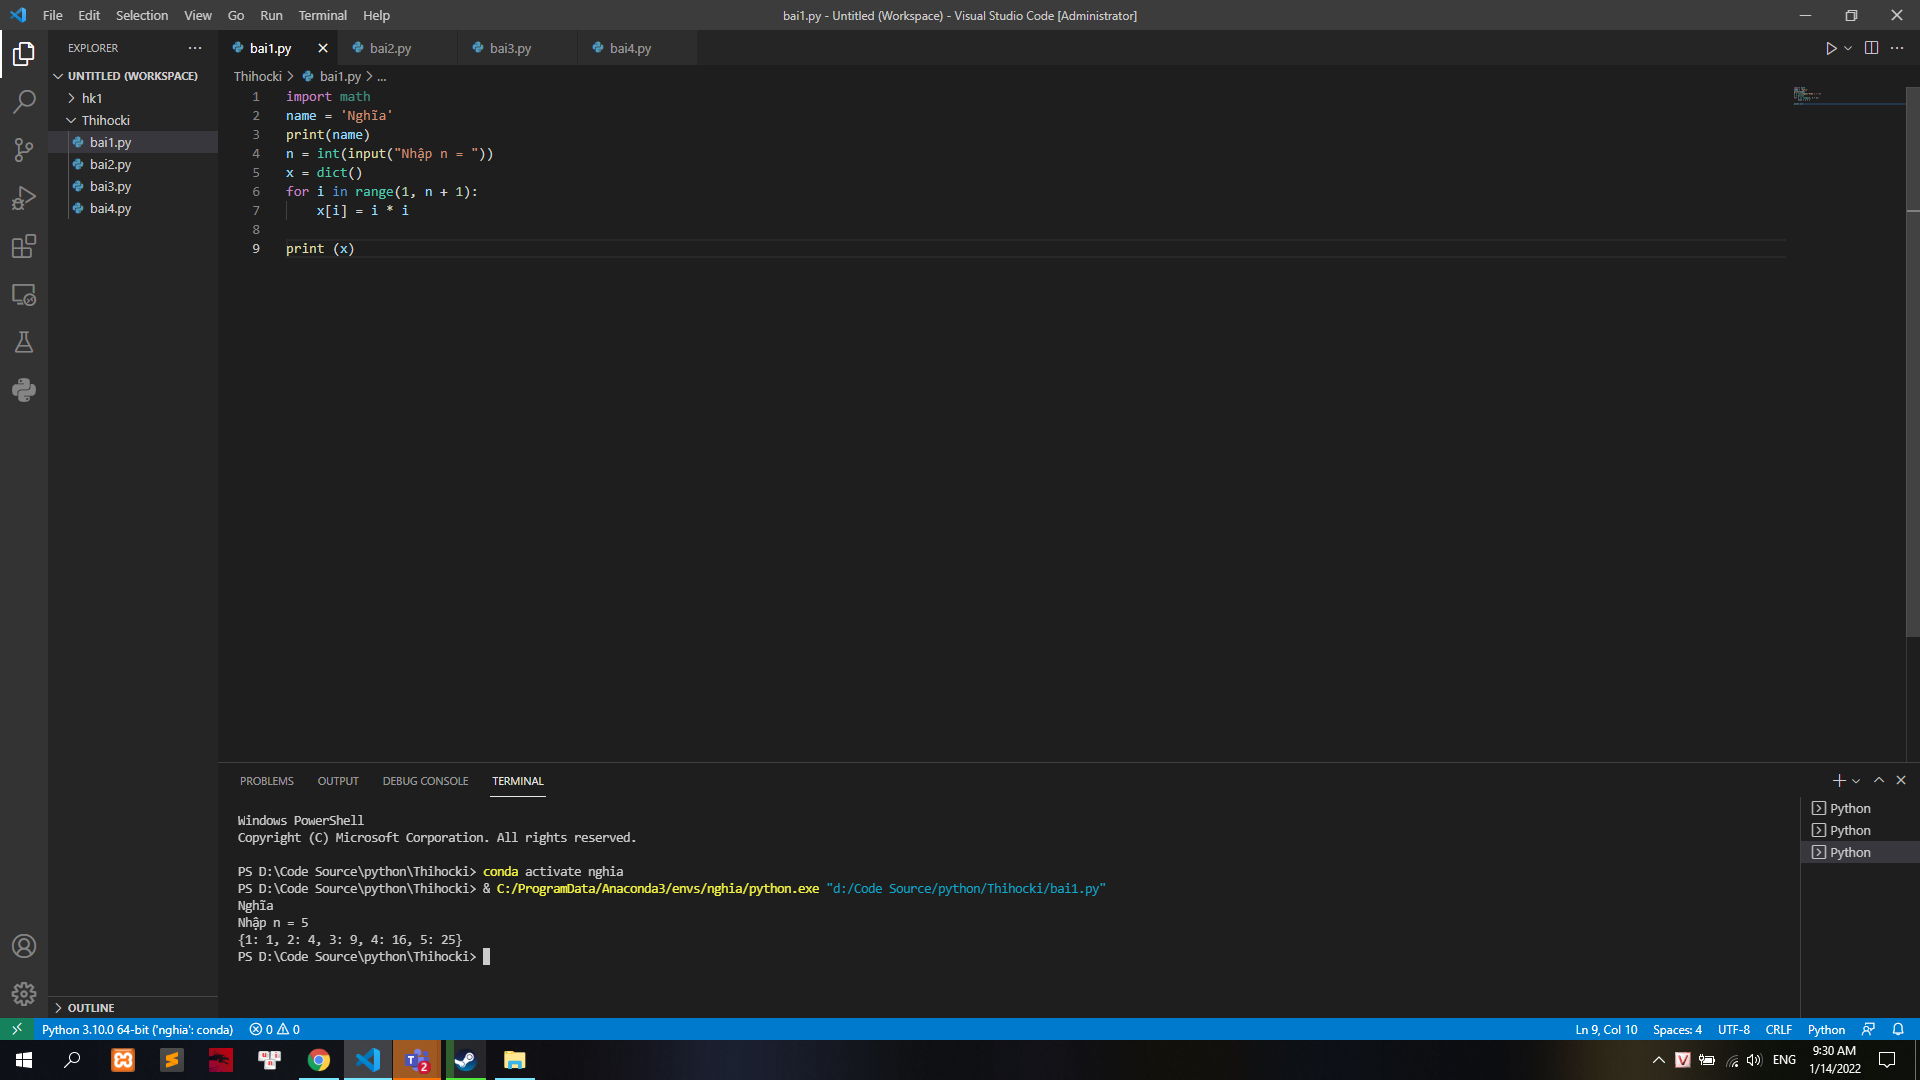 File Edit Selection View Go Run Terminal Help
bai1.py - Untitled (Workspace) - Visual Studio Code [Administrator]
EXPLORER
UNTITLED (WORKSPACE)
hk1
Thihocki
bai1.py
bai2.py
bai3.py
bai4.py
OUTLINE
bai1.py bai2.py bai3.py bai4.py
Thihocki > bai1.py > ...
1 import math
2 name = 'Nghĩa'
3 print(name)
4 n = int(input("Nhập n = "))
5 x = dict()
6 for i in range(1, n + 1):
7     x[i] = i * i
8
9 print (x)
PROBLEMS OUTPUT DEBUG CONSOLE TERMINAL
Windows PowerShell
Copyright (C) Microsoft Corporation. All rights reserved.
PS D:\Code Source\python\Thihocki> conda activate nghia
PS D:\Code Source\python\Thihocki> & C:/ProgramData/Anaconda3/envs/nghia/python.exe "d:/Code Source/python/Thihocki/bai1.py"
Nghĩa
Nhập n = 5
{1: 1, 2: 4, 3: 9, 4: 16, 5: 25}
PS D:\Code Source\python\Thihocki>
Python
Python
Python
Python 3.10.0 64-bit ('nghia': conda) 0 0 Ln 9, Col 10 Spaces: 4 UTF-8 CRLF Python
2
V ENG
9:30 AM
1/14/2022